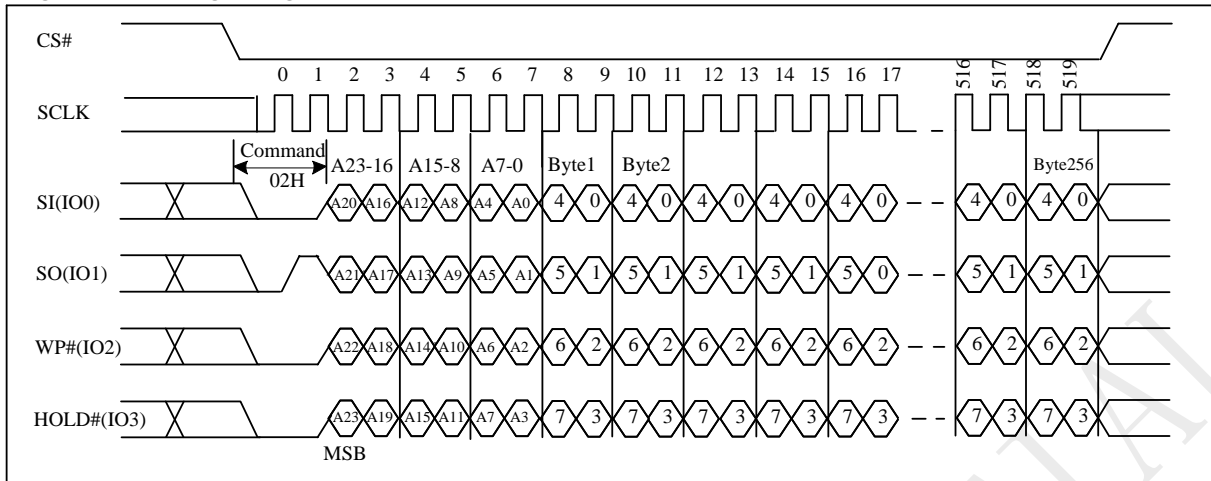 CS#
0 1 2 3 4 5 6 7 8 9 10 11 12 13 14 15 16 17 516 517 518 519
SCLK
Command
02H
A23-16 A15-8 A7-0 Byte1 Byte2 Byte256
SI(IO0) A20 A16 A12 A8 A4 A0 4 0 4 0 4 0 4 0 4 0 4 0 4 0
SO(IO1) A21 A17 A13 A9 A5 A1 5 1 5 1 5 1 5 1 5 0 5 1 5 1
WP#(IO2) A22 A18 A14 A10 A6 A2 6 2 6 2 6 2 6 2 6 2 6 2 6 2
HOLD#(IO3) A23 A19 A15 A11 A7 A3 7 3 7 3 7 3 7 3 7 3 7 3 7 3
MSB